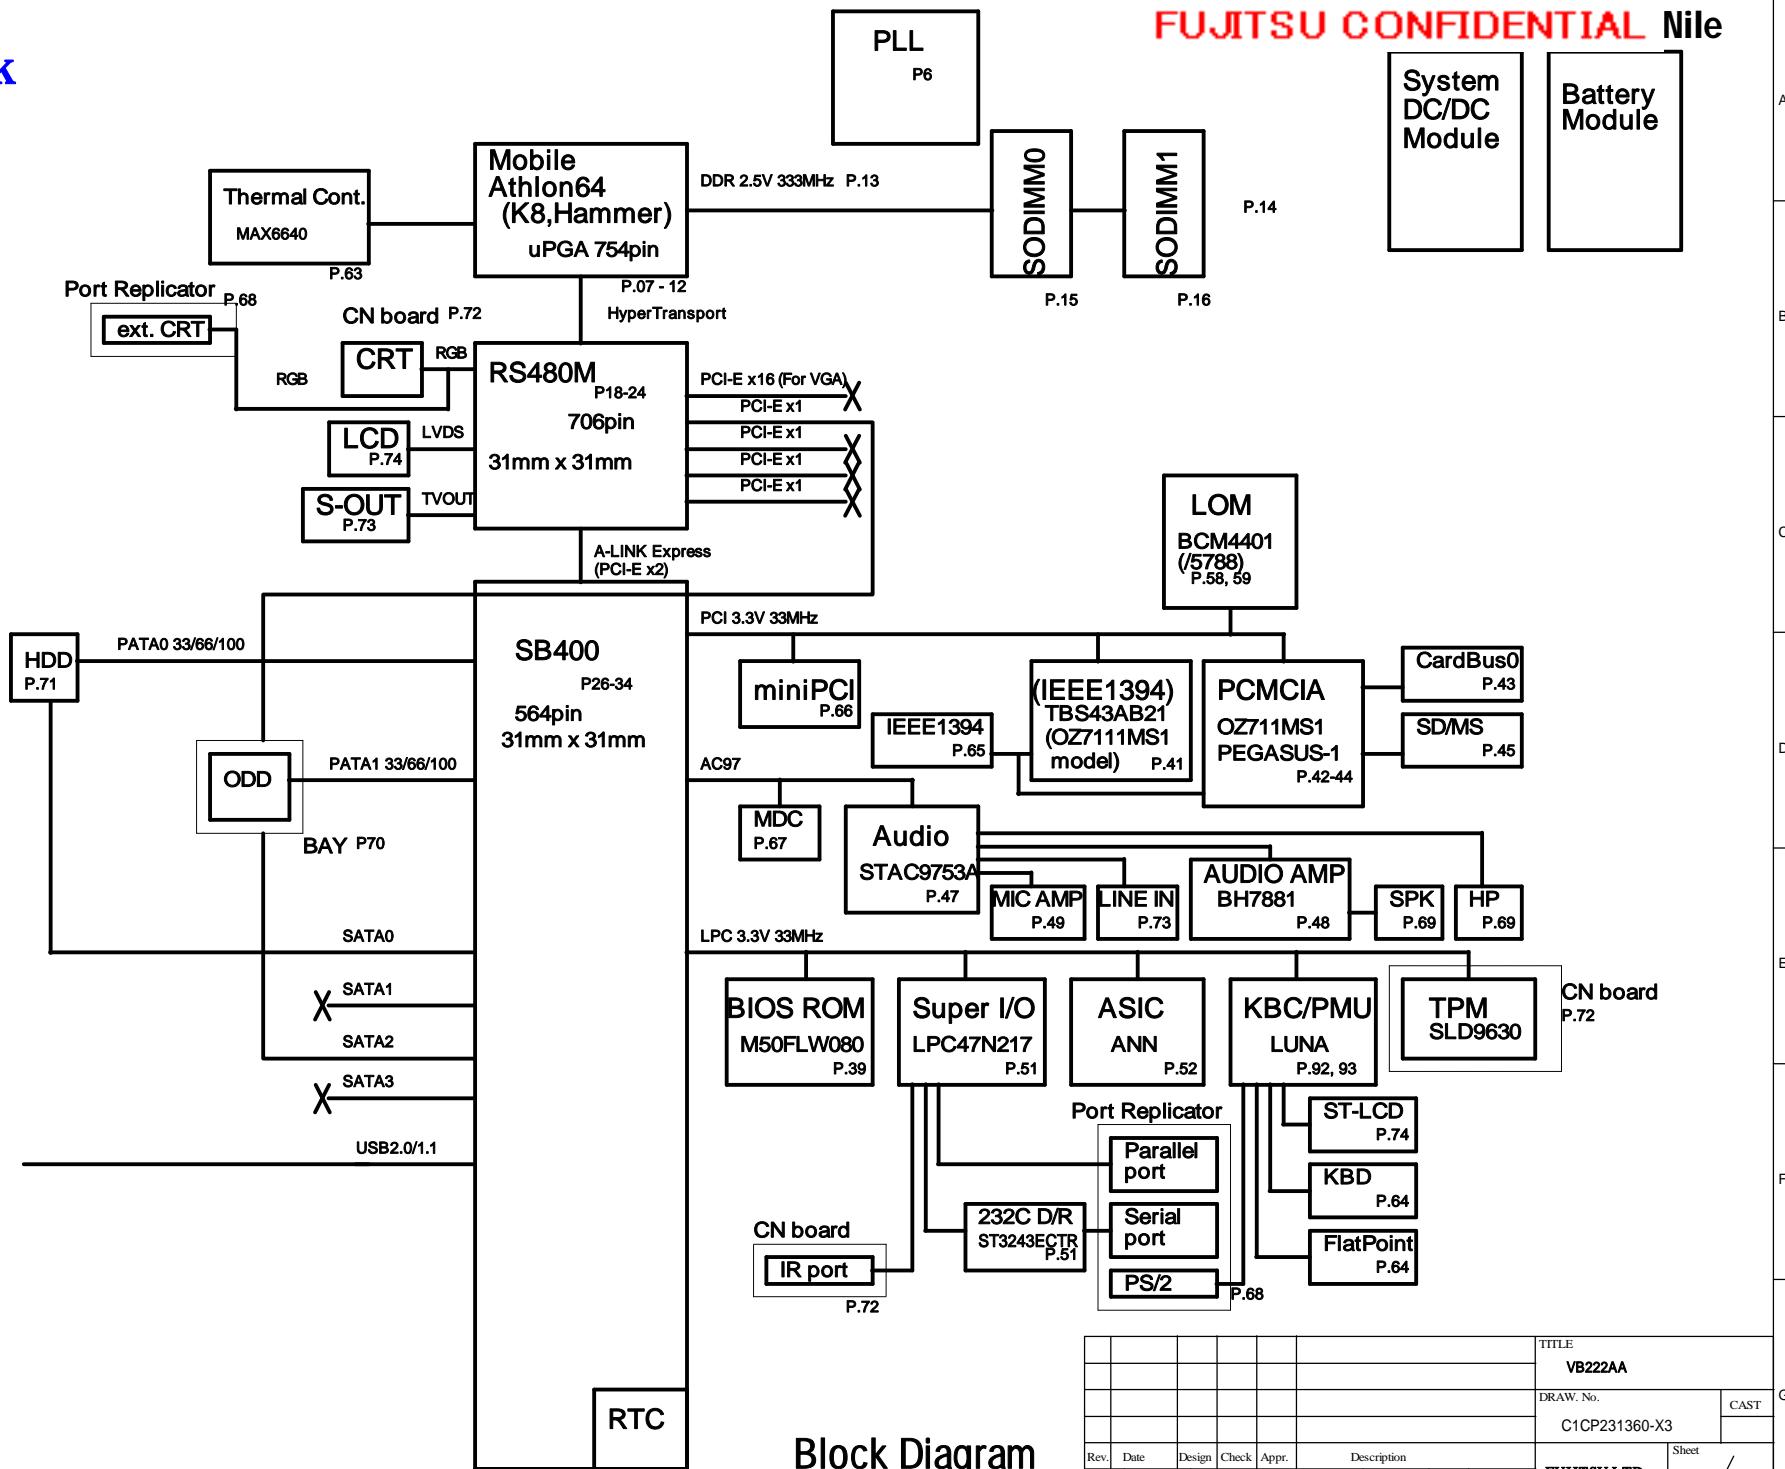 FUJITSU CONFIDENTIAL Nile
k
PLL
P6
System
DC/DC
Module
Battery
Module
A
Mobile
Athlon64
(K8,Hammer)
uPGA 754pin
P.07 - 12
Thermal Cont.
MAX6640
P.63
DDR 2.5V 333MHz P.13
SODIMM0
P.15
SODIMM1
P.16
P.14
Port Replicator
P.68
ext. CRT
RGB
CN board P.72
CRT
RGB
HyperTransport
B
RS480M
P18-24
706pin
31mm x 31mm
PCI-E x16 (For VGA)
PCI-E x1
PCI-E x1
PCI-E x1
PCI-E x1
LCD
P.74
LVDS
S-OUT
P.73
TVOUT
A-LINK Express
(PCI-E x2)
LOM
BCM4401
(/5788)
P.58, 59
C
PCI 3.3V 33MHz
HDD
P.71
PATA0 33/66/100
SB400
P26-34
564pin
31mm x 31mm
miniPCI
P.66
IEEE1394
P.65
(IEEE1394)
TBS43AB21
(OZ7111MS1
model)
P.41
PCMCIA
OZ711MS1
PEGASUS-1
P.42-44
CardBus0
P.43
SD/MS
P.45
D
ODD
PATA1 33/66/100
BAY P70
AC97
MDC
P.67
Audio
STAC9753A
P.47
MIC AMP
P.49
LINE IN
P.73
AUDIO AMP
BH7881
P.48
SPK
P.69
HP
P.69
SATA0
SATA1
SATA2
SATA3
USB2.0/1.1
LPC 3.3V 33MHz
E
BIOS ROM
M50FLW080
P.39
Super I/O
LPC47N217
P.51
ASIC
ANN
P.52
KBC/PMU
LUNA
P.92, 93
TPM
SLD9630
CN board
P.72
Port Replicator
Parallel
port
Serial
port
PS/2
P.68
232C D/R
ST3243ECTR
P.51
CN board
IR port
P.72
ST-LCD
P.74
KBD
P.64
FlatPoint
P.64
F
RTC
Block Diagram
TITLE
VB222AA
DRAW. No.
CAST
C1CP231360-X3
G
Rev. Date Design Check Appr. Description
FUJITSU LTD.
Sheet
/